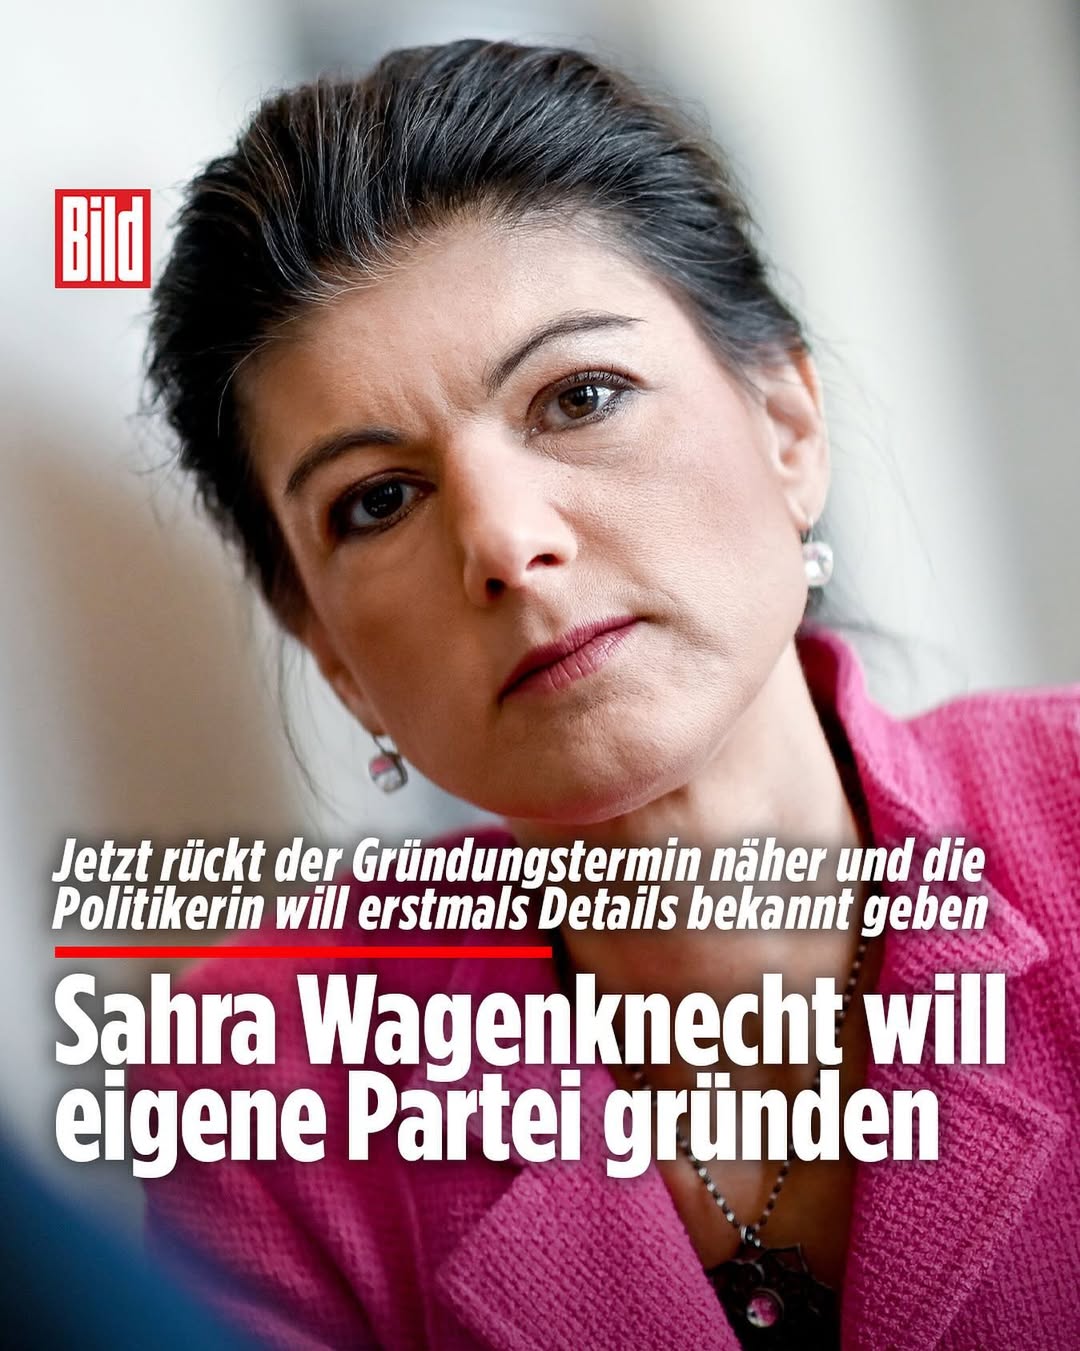 Bild
Jetzt rückt der Gründungstermin näher und die
Politikerin will erstmals Details bekannt geben
Sahra Wagenknecht will
eigene Partei gründen